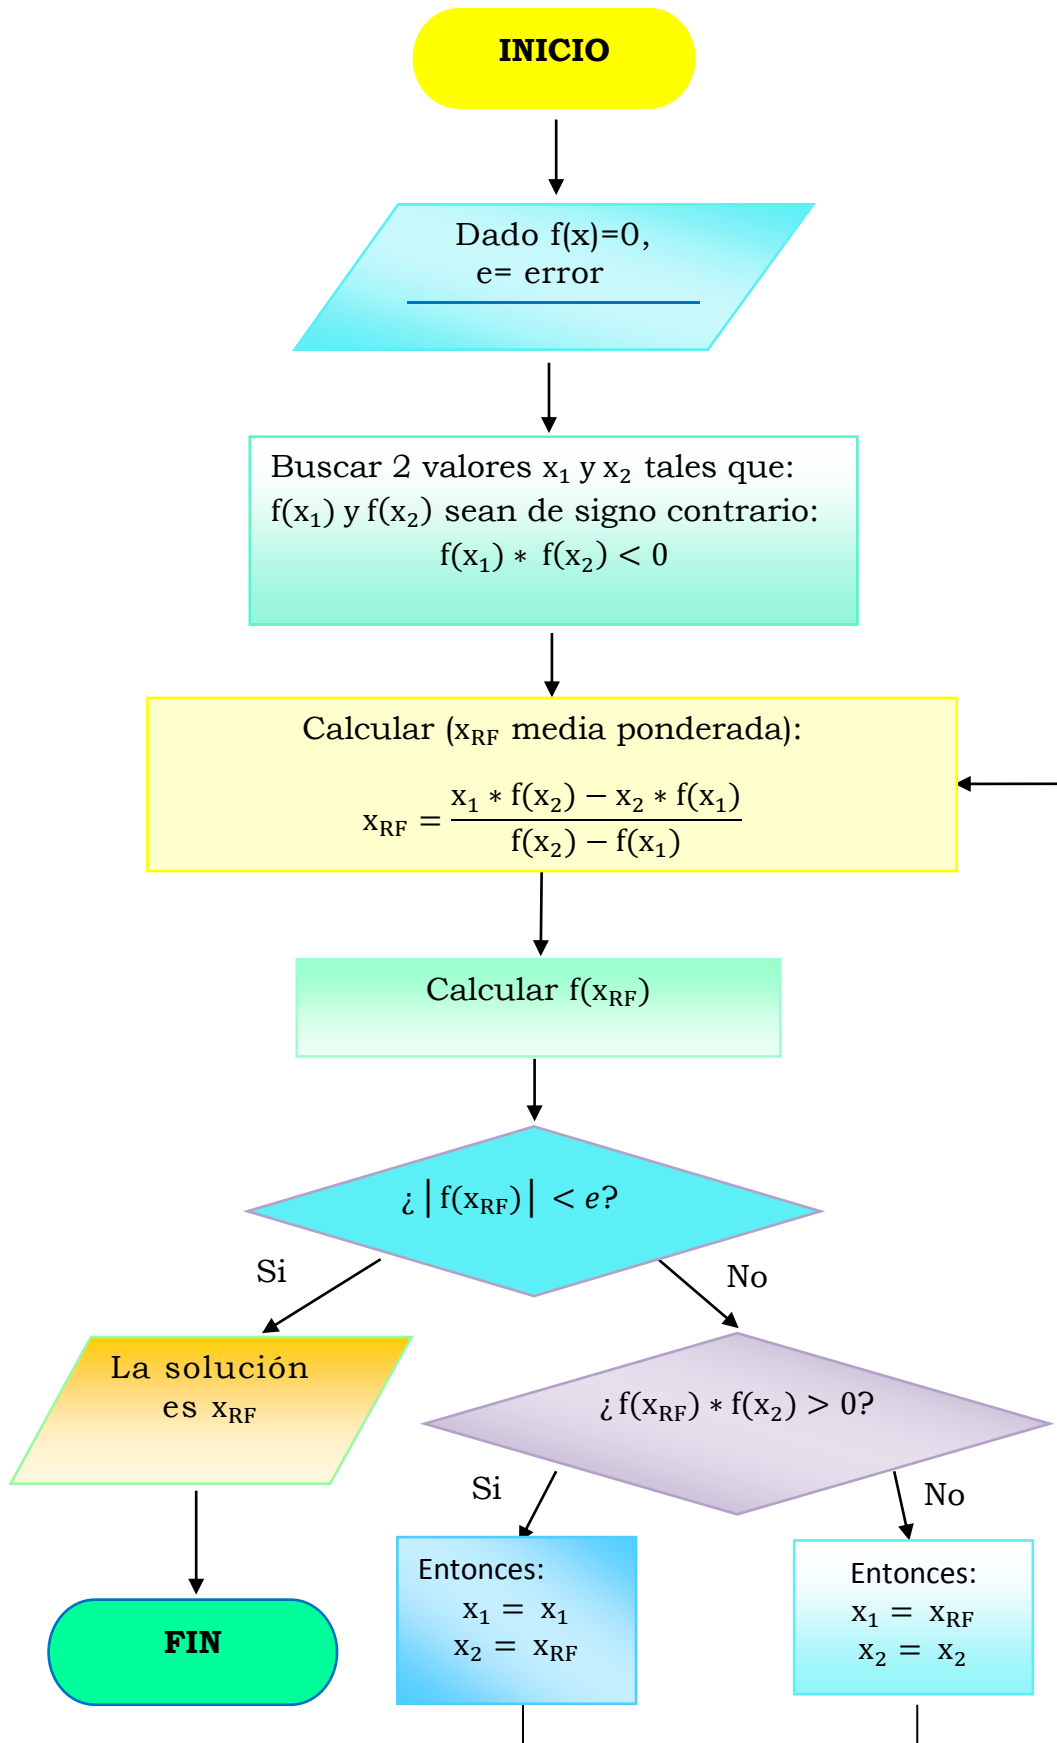 INICIO
Dado f(x)=0,
e= error
Buscar 2 valores x₁ y x₂ tales que:
f(x₁) y f(x₂) sean de signo contrario:
f(x₁) ∗ f(x₂) < 0
Calcular (x_RF media ponderada):
x_RF = (x₁ ∗ f(x₂) − x₂ ∗ f(x₁)) / (f(x₂) − f(x₁))
Calcular f(x_RF)
¿|f(x_RF)| < e?
Si
No
La solución
es x_RF
¿f(x_RF) ∗ f(x₂) > 0?
Si
No
FIN
Entonces:
x₁ = x₁
x₂ = x_RF
Entonces:
x₁ = x_RF
x₂ = x₂